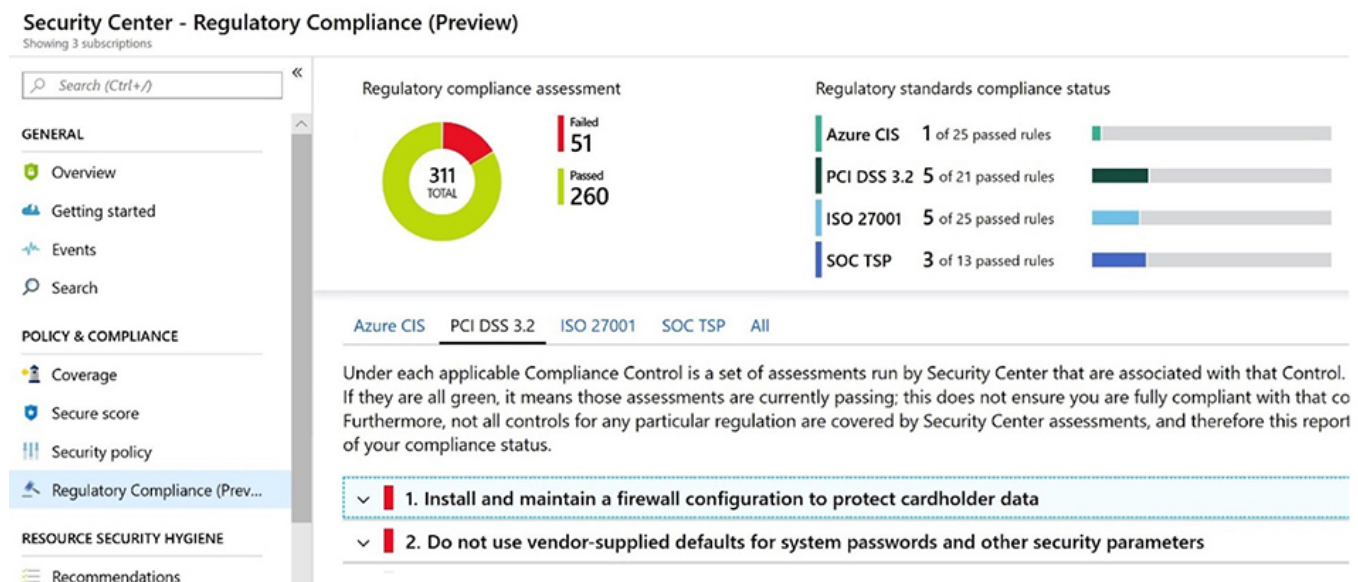 Security Center - Regulatory Compliance (Preview)
Showing 3 subscriptions
Search (Ctrl+/)
«
GENERAL
Overview
Getting started
Events
Search
POLICY & COMPLIANCE
Coverage
Secure score
Security policy
Regulatory Compliance (Prev...
RESOURCE SECURITY HYGIENE
Recommendations
Regulatory compliance assessment
311
TOTAL
Failed
51
Passed
260
Regulatory standards compliance status
Azure CIS 1 of 25 passed rules
PCI DSS 3.2 5 of 21 passed rules
ISO 27001 5 of 25 passed rules
SOC TSP 3 of 13 passed rules
Azure CIS PCI DSS 3.2 ISO 27001 SOC TSP All
Under each applicable Compliance Control is a set of assessments run by Security Center that are associated with that Control.
If they are all green, it means those assessments are currently passing; this does not ensure you are fully compliant with that co
Furthermore, not all controls for any particular regulation are covered by Security Center assessments, and therefore this report
of your compliance status.
1. Install and maintain a firewall configuration to protect cardholder data
2. Do not use vendor-supplied defaults for system passwords and other security parameters